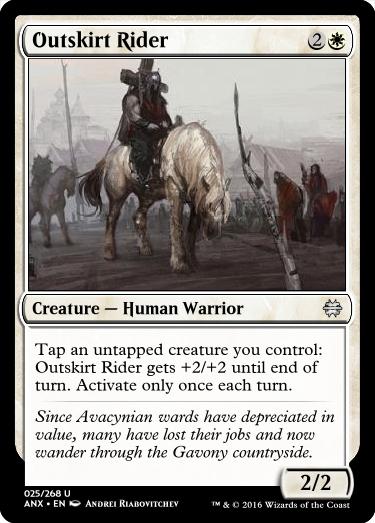 Outskirt Rider 2
Creature — Human Warrior
Tap an untapped creature you control:
Outskirt Rider gets +2/+2 until end of
turn. Activate only once each turn.
Since Avacynian wards have depreciated in
value, many have lost their jobs and now
wander through the Gavony countryside.
2/2
025/268 U
ANX • EN Andrei Riabovitchev ™ & © 2016 Wizards of the Coast